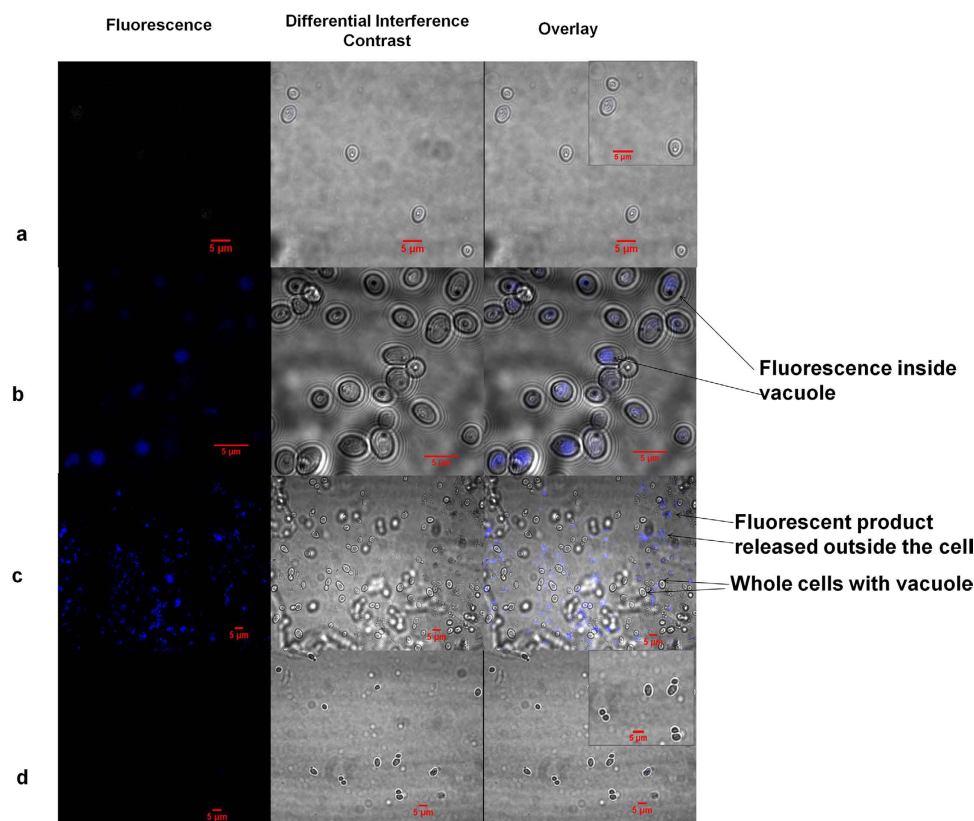 Fluorescence
Differential Interference
Contrast
Overlay
a
5 µm
5 µm
5 µm
5 µm
b
5 µm
5 µm
5 µm
Fluorescence inside
vacuole
c
5 µm
5 µm
5 µm
Fluorescent product
released outside the cell
Whole cells with vacuole
d
5 µm
5 µm
5 µm
5 µm